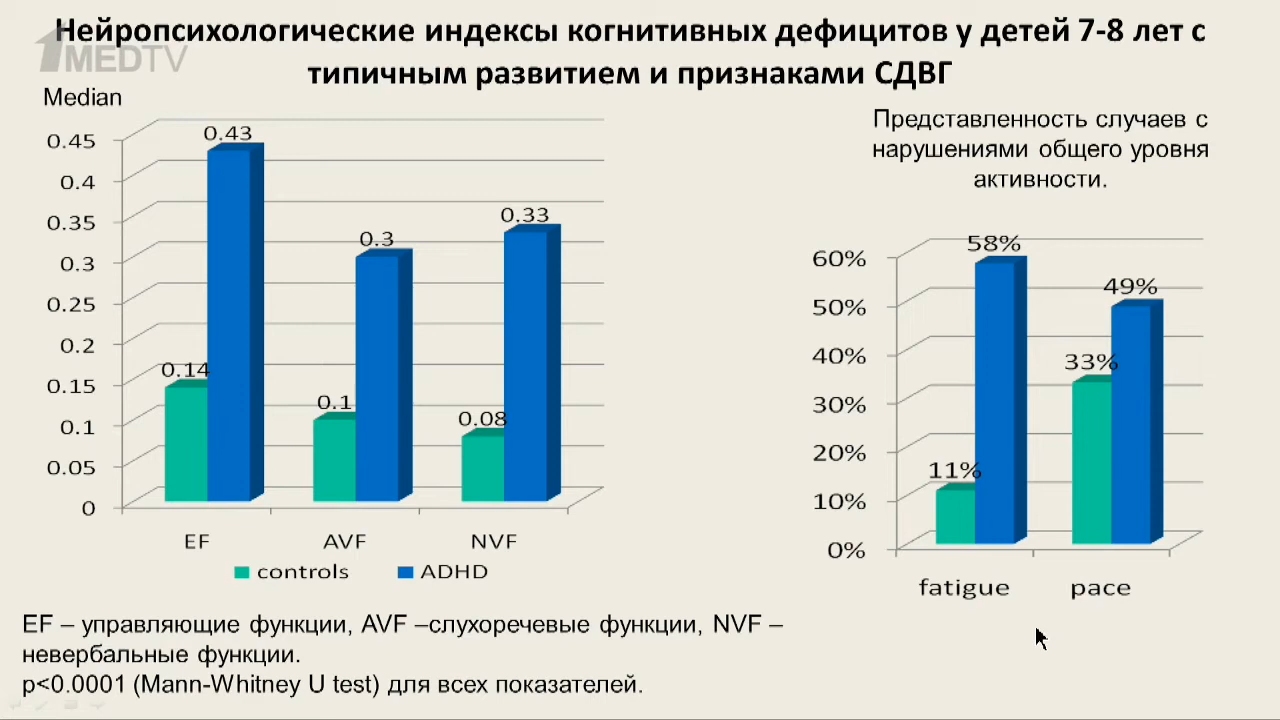 Нейропсихологические индексы когнитивных дефицитов у детей 7-8 лет с
типичным развитием и признаками СДВГ
1MEDTV
Median
0.45
0.4
0.35
0.3
0.25
0.2
0.15
0.1
0.05
0
0.14
0.43
0.1
0.3
0.08
0.33
EF AVF NVF
controls ADHD
Представленность случаев с
нарушениями общего уровня
активности.
60%
50%
40%
30%
20%
10%
0%
11%
58%
33%
49%
fatigue pace
EF – управляющие функции, AVF –слухоречевые функции, NVF –
невербальные функции.
p<0.0001 (Mann-Whitney U test) для всех показателей.